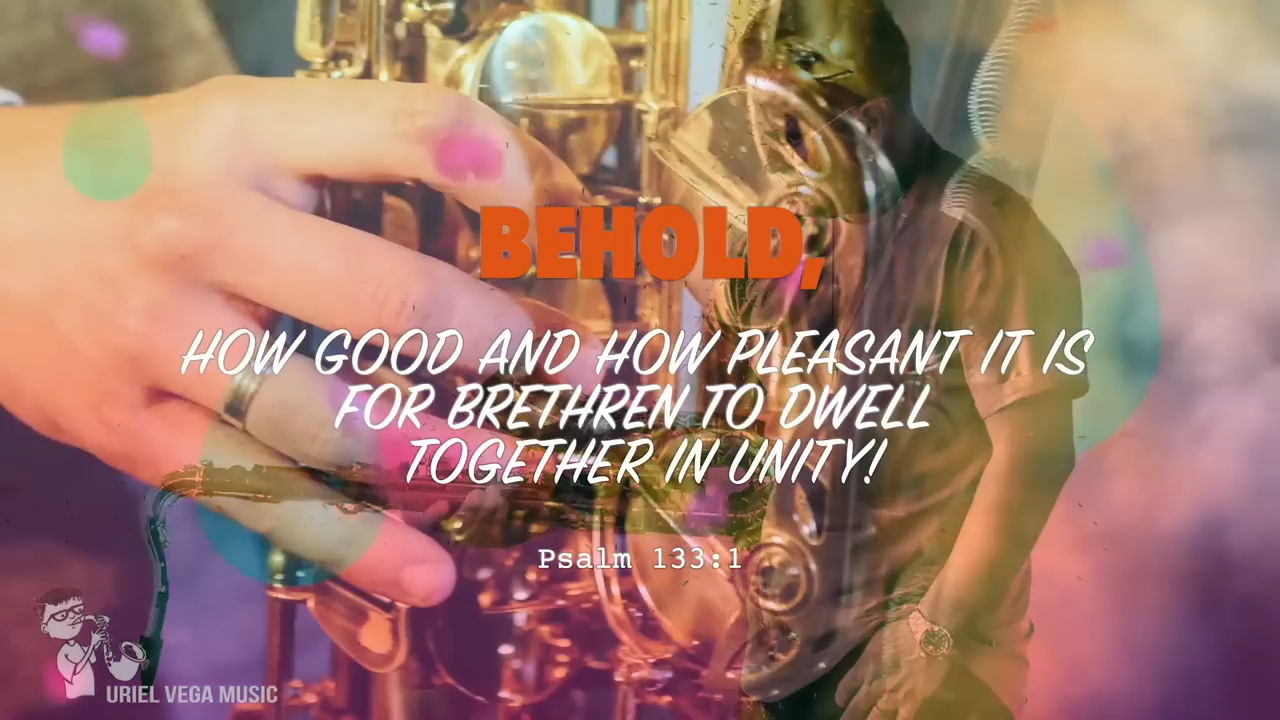 BEHOLD,
HOW GOOD AND HOW PLEASANT IT IS
FOR BRETHREN TO DWELL
TOGETHER IN UNITY!
Psalm 133:1
URIEL VEGA MUSIC